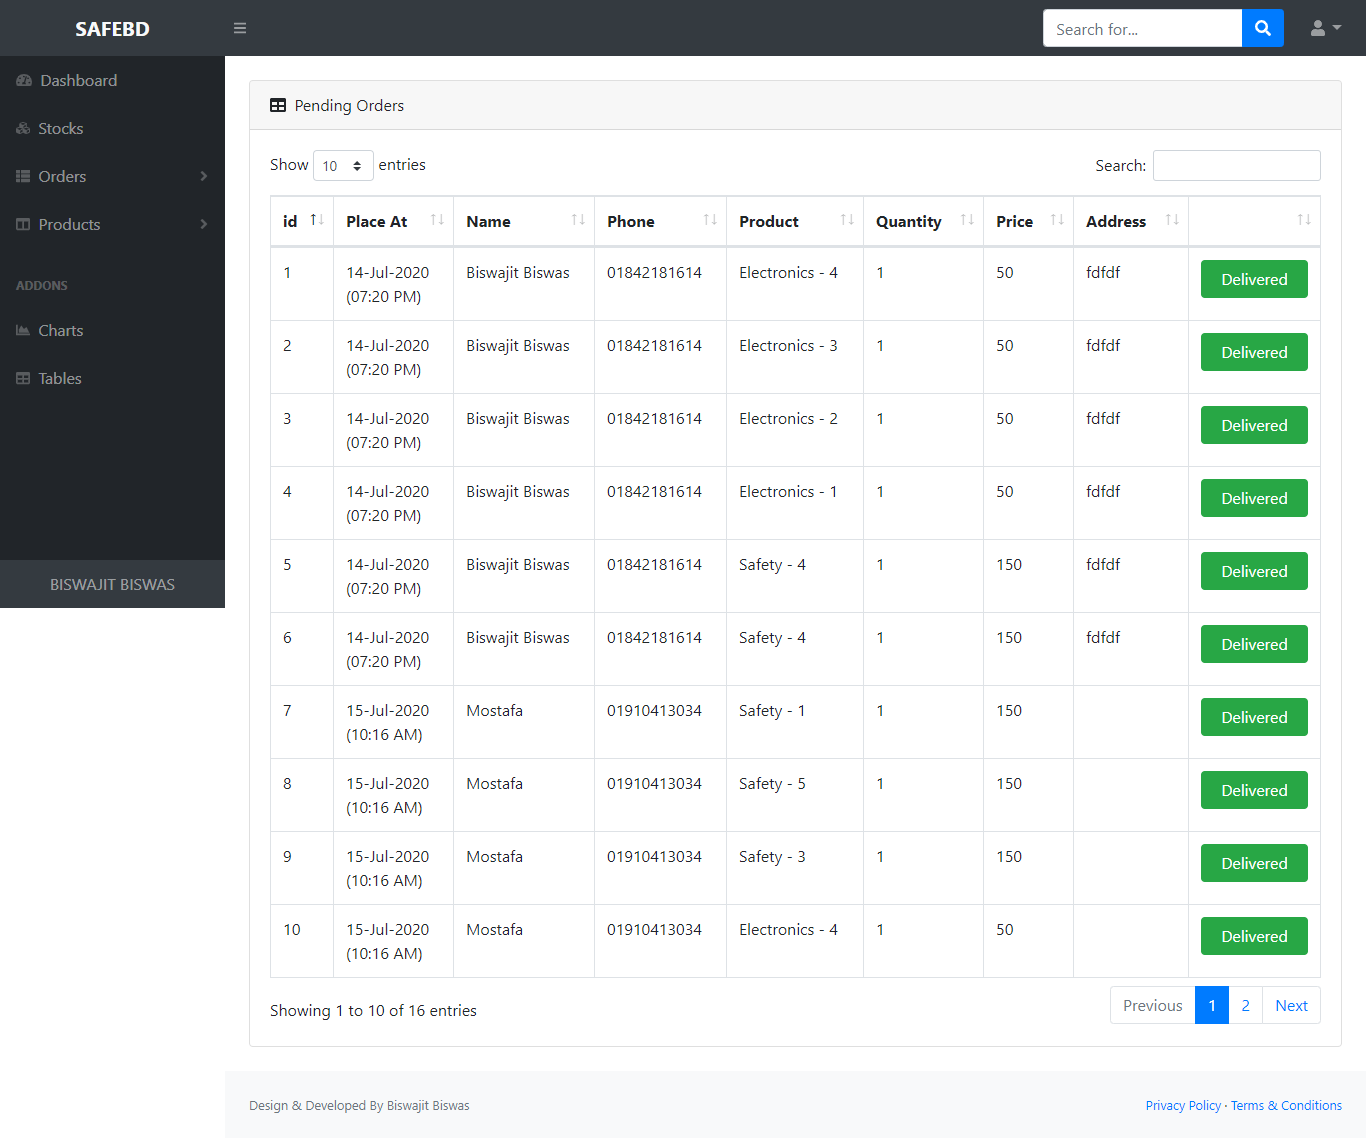 SAFEBD
Search for...
Dashboard
Stocks
Orders
Products
ADDONS
Charts
Tables
BISWAJIT BISWAS
Pending Orders
Show 10 entries
Search:
id Place At Name Phone Product Quantity Price Address
1 14-Jul-2020 Biswajit Biswas 01842181614 Electronics - 4 1 50 fdfdf Delivered
(07:20 PM)
2 14-Jul-2020 Biswajit Biswas 01842181614 Electronics - 3 1 50 fdfdf Delivered
(07:20 PM)
3 14-Jul-2020 Biswajit Biswas 01842181614 Electronics - 2 1 50 fdfdf Delivered
(07:20 PM)
4 14-Jul-2020 Biswajit Biswas 01842181614 Electronics - 1 1 50 fdfdf Delivered
(07:20 PM)
5 14-Jul-2020 Biswajit Biswas 01842181614 Safety - 4 1 150 fdfdf Delivered
(07:20 PM)
6 14-Jul-2020 Biswajit Biswas 01842181614 Safety - 4 1 150 fdfdf Delivered
(07:20 PM)
7 15-Jul-2020 Mostafa 01910413034 Safety - 1 1 150 Delivered
(10:16 AM)
8 15-Jul-2020 Mostafa 01910413034 Safety - 5 1 150 Delivered
(10:16 AM)
9 15-Jul-2020 Mostafa 01910413034 Safety - 3 1 150 Delivered
(10:16 AM)
10 15-Jul-2020 Mostafa 01910413034 Electronics - 4 1 50 Delivered
(10:16 AM)
Showing 1 to 10 of 16 entries
Previous 1 2 Next
Design & Developed By Biswajit Biswas
Privacy Policy · Terms & Conditions